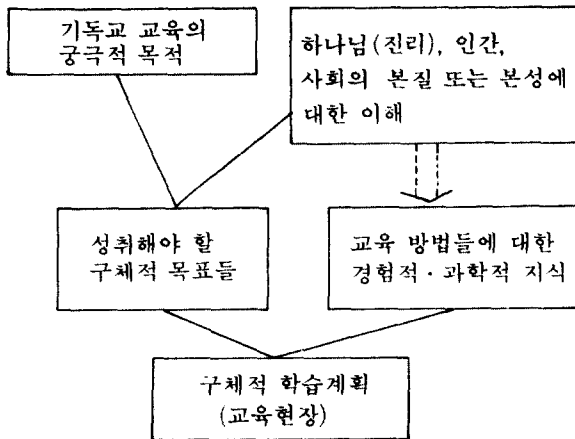 기독교 교육의
궁극적 목적
하나님(진리), 인간,
사회의 본질 또는 본성에
대한 이해
성취해야 할
구체적 목표들
교육 방법들에 대한
경험적·과학적 지식
구체적 학습계획
(교육현장)